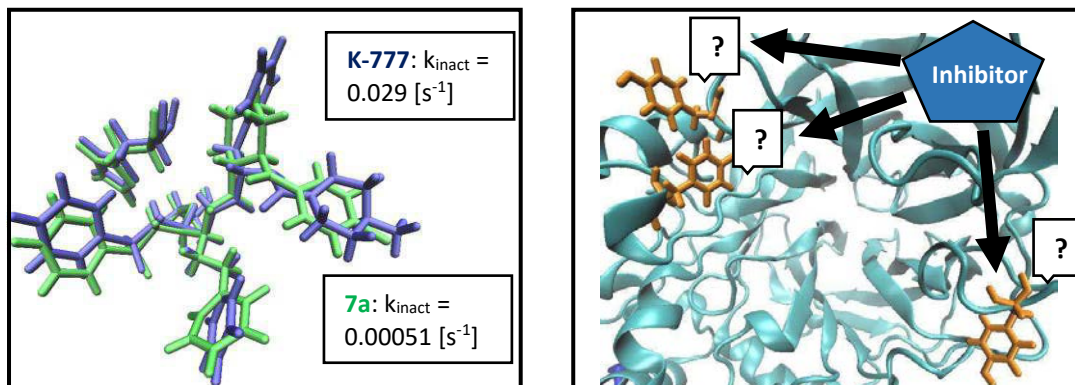 K-777: kinact =
0.029 [s-1]
7a: kinact =
0.00051 [s-1]
?
?
Inhibitor
?